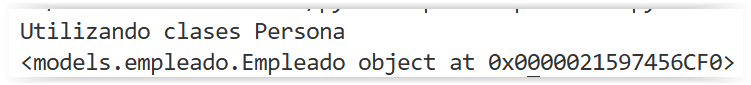 Utilizando clases Persona
<models.empleado.Empleado object at 0x0000021597456CF0>